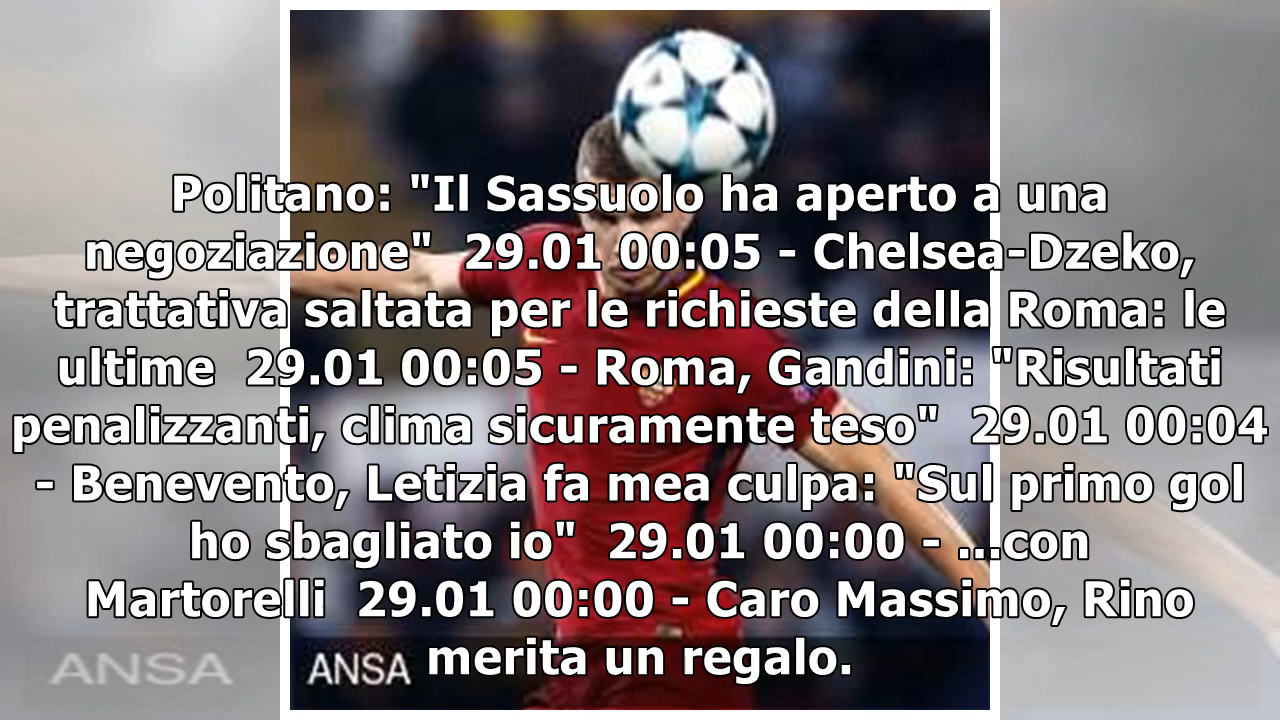 Politano: "Il Sassuolo ha aperto a una
negoziazione"  29.01 00:05 - Chelsea-Dzeko,
trattativa saltata per le richieste della Roma: le
ultime  29.01 00:05 - Roma, Gandini: "Risultati
penalizzanti, clima sicuramente teso"  29.01 00:04
- Benevento, Letizia fa mea culpa: "Sul primo gol
ho sbagliato io"  29.01 00:00 - ...con
Martorelli  29.01 00:00 - Caro Massimo, Rino
merita un regalo.
ANSA
ANSA